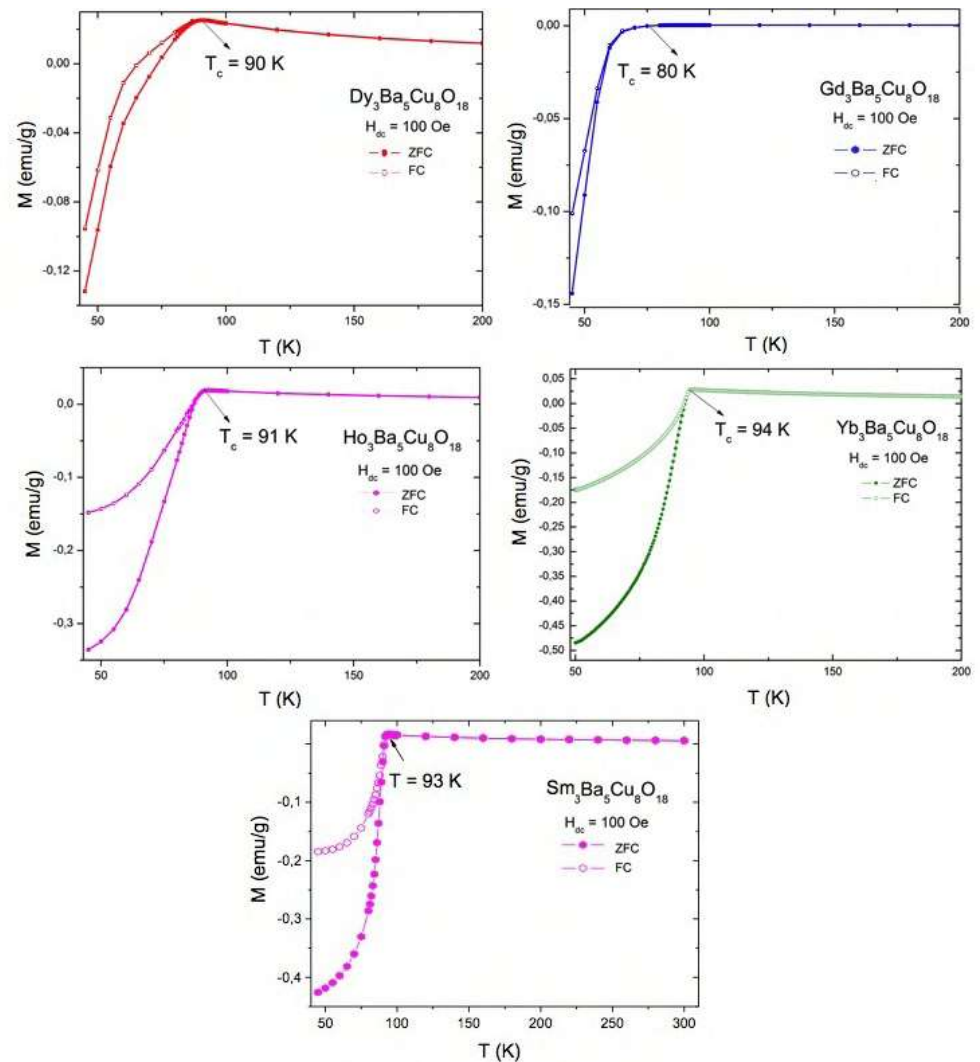 0,00
-0,04
-0,08
-0,12
M (emu/g)
50
100
150
200
T (K)
T_c = 90 K
Dy₃Ba₅Cu₈O₁₈
H_dc = 100 Oe
ZFC
FC
0,00
-0,05
-0,10
-0,15
M (emu/g)
50
100
150
200
T (K)
T_c = 80 K
Gd₃Ba₅Cu₈O₁₈
H_dc = 100 Oe
ZFC
FC
0,0
-0,1
-0,2
-0,3
M (emu/g)
50
100
150
200
T (K)
T_c = 91 K
Ho₃Ba₅Cu₈O₁₈
H_dc = 100 Oe
ZFC
FC
0,05
0,00
-0,05
-0,10
-0,15
-0,20
-0,25
-0,30
-0,35
-0,40
-0,45
-0,50
M (emu/g)
50
100
150
200
T (K)
T_c = 94 K
Yb₃Ba₅Cu₈O₁₈
H_dc = 100 Oe
ZFC
FC
-0,1
-0,2
-0,3
-0,4
M (emu/g)
50
100
150
200
250
300
T (K)
T = 93 K
Sm₃Ba₅Cu₈O₁₈
H_dc = 100 Oe
ZFC
FC